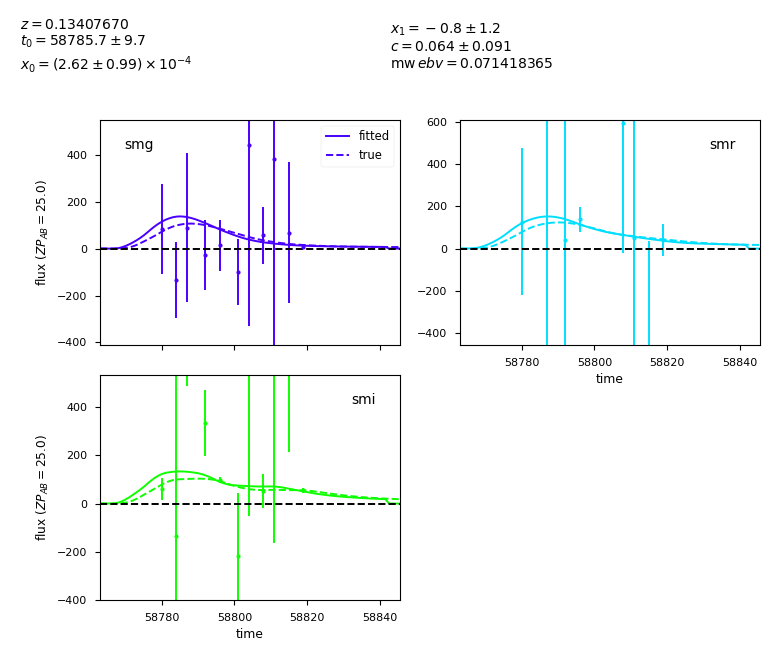 z = 0.13407670
t₀ = 58785.7 ± 9.7
x₀ = (2.62 ± 0.99) × 10⁻⁴
x₁ = −0.8 ± 1.2
c = 0.064 ± 0.091
mw ebv = 0.071418365
smg
fitted
true
flux (ZP_AB = 25.0)
400
200
0
−200
−400
smr
600
400
200
0
−200
−400
58780 58800 58820 58840
time
smi
flux (ZP_AB = 25.0)
400
200
0
−200
−400
58780 58800 58820 58840
time